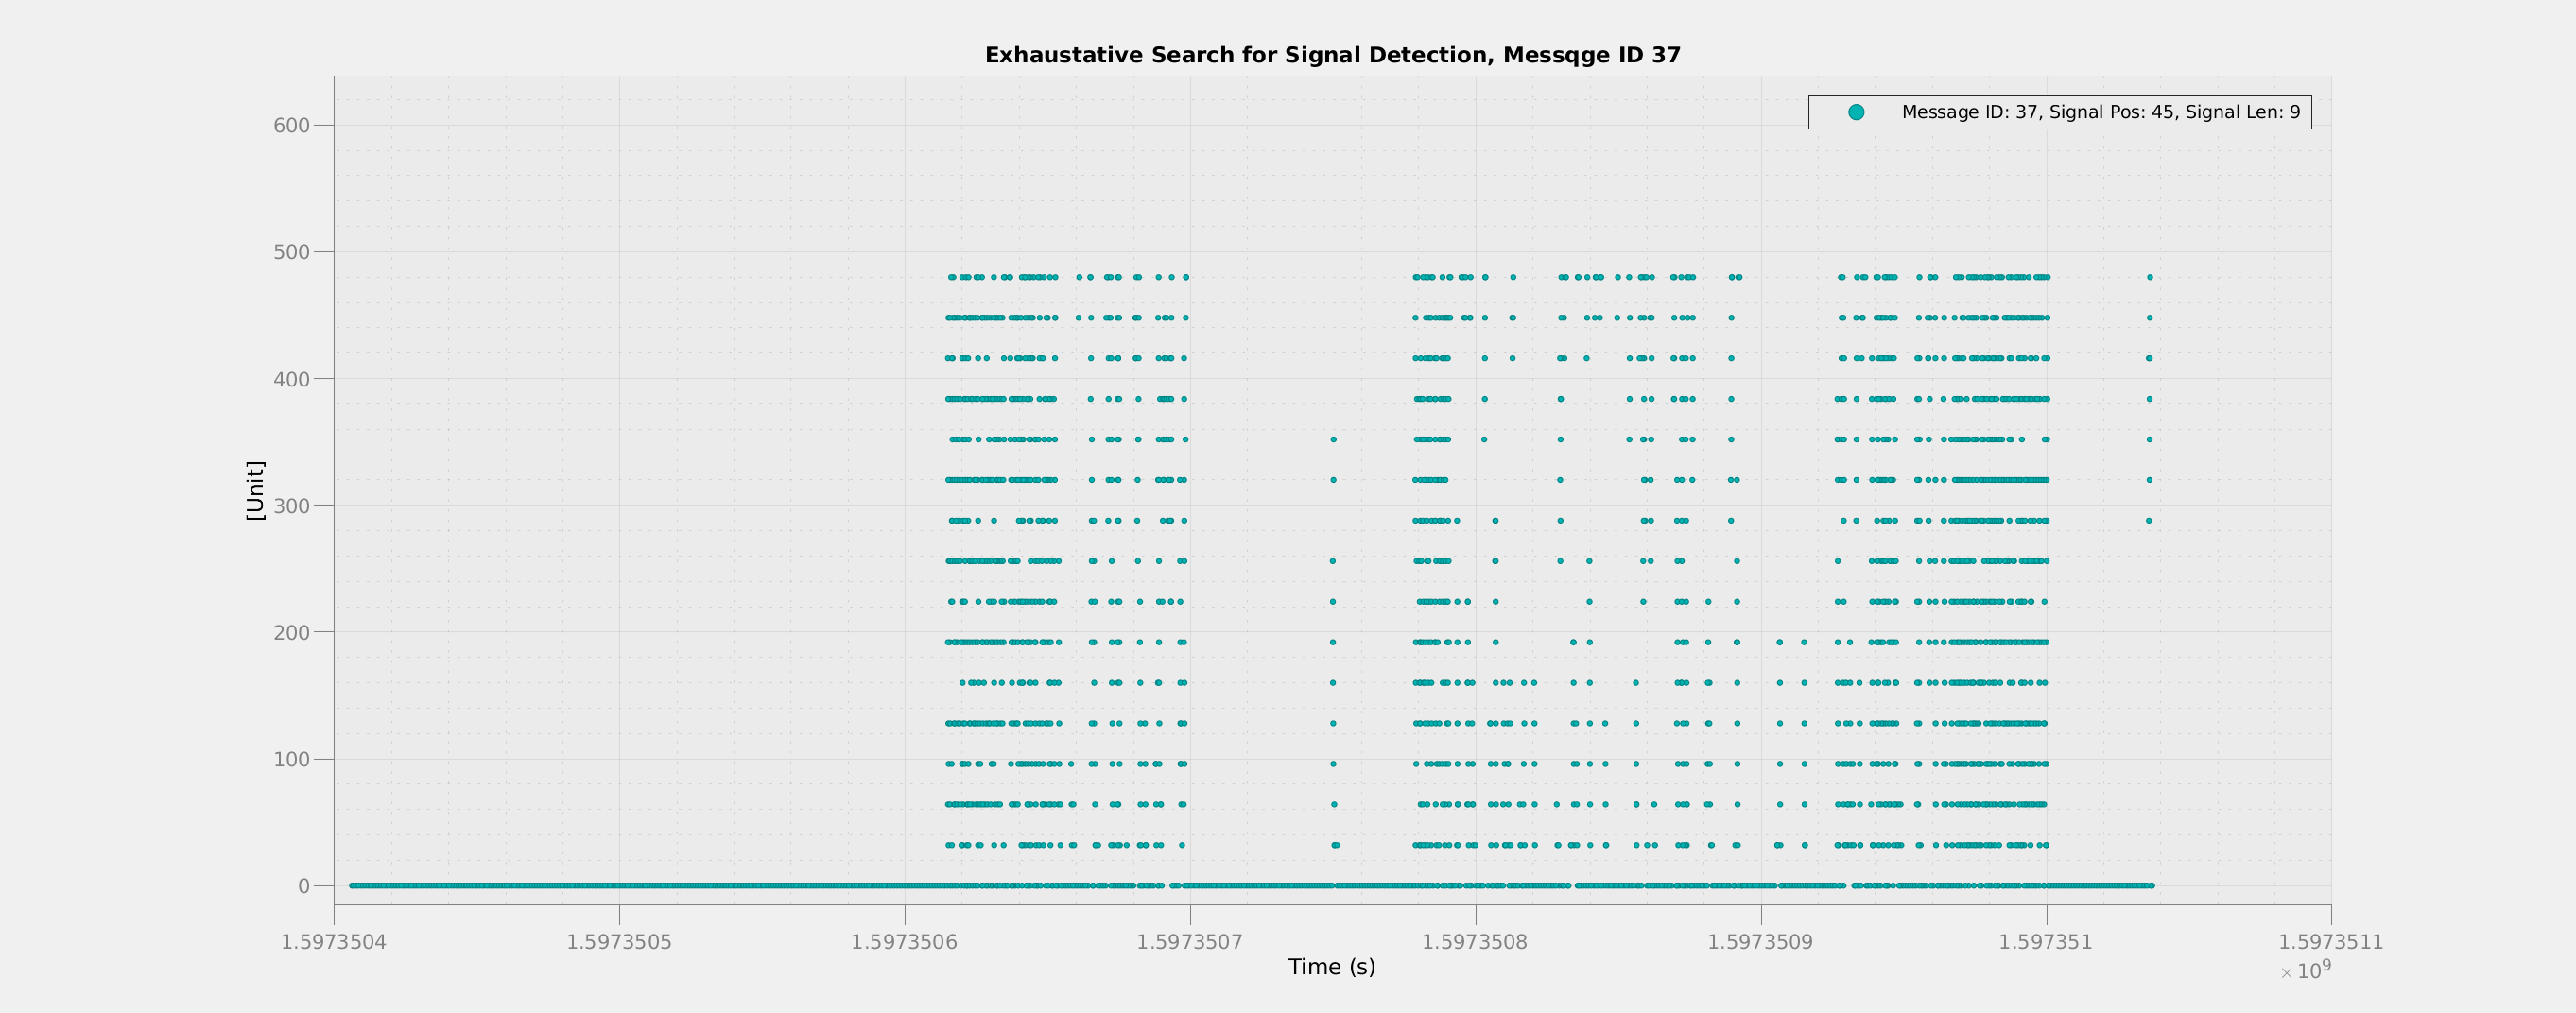 Exhaustative Search for Signal Detection, Messqge ID 37
Message ID: 37, Signal Pos: 45, Signal Len: 9
600
500
400
300
200
100
0
[Unit]
1.5973504 1.5973505 1.5973506 1.5973507 1.5973508 1.5973509 1.597351 1.5973511
Time (s)
× 10⁹